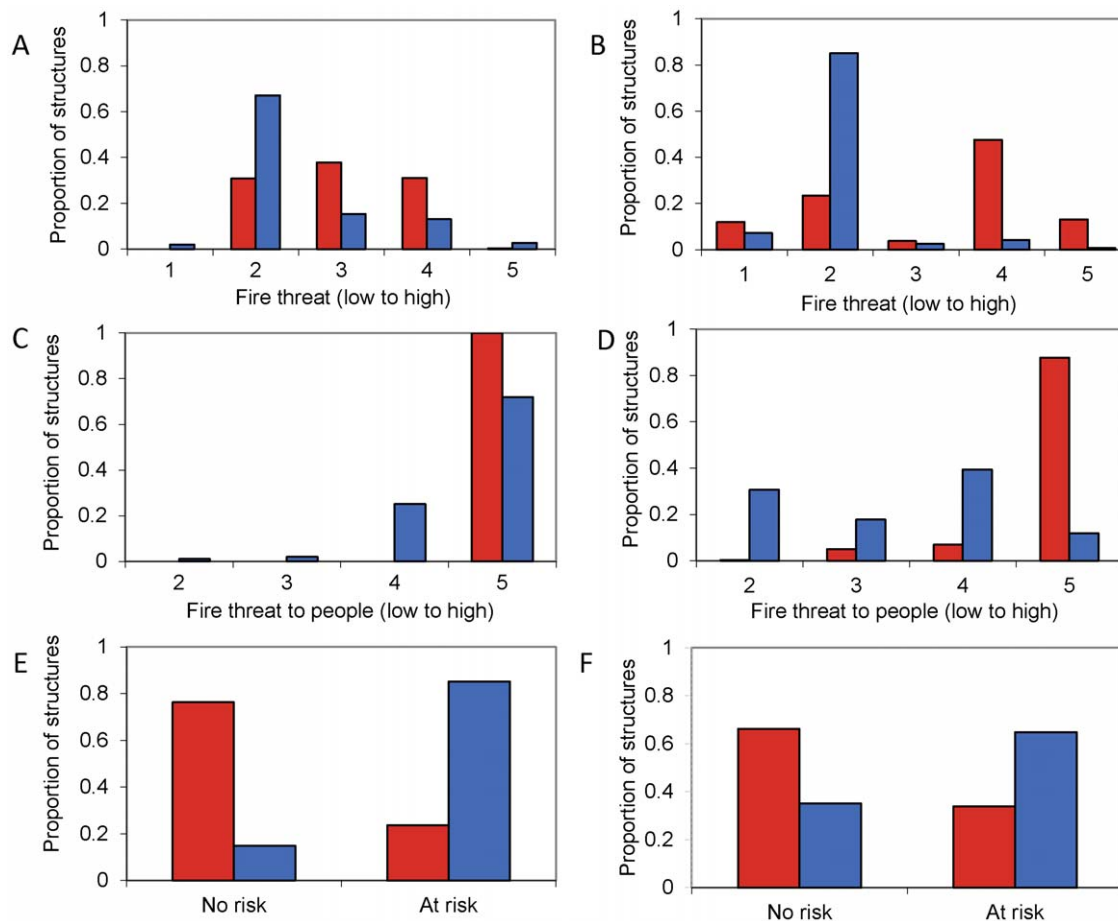 A
Proportion of structures
1
0.8
0.6
0.4
0.2
0
1 2 3 4 5
Fire threat (low to high)
B
Proportion of structures
1
0.8
0.6
0.4
0.2
0
1 2 3 4 5
Fire threat (low to high)
C
Proportion of structures
1
0.8
0.6
0.4
0.2
0
2 3 4 5
Fire threat to people (low to high)
D
Proportion of structures
1
0.8
0.6
0.4
0.2
0
2 3 4 5
Fire threat to people (low to high)
E
Proportion of structures
1
0.8
0.6
0.4
0.2
0
No risk At risk
F
Proportion of structures
1
0.8
0.6
0.4
0.2
0
No risk At risk